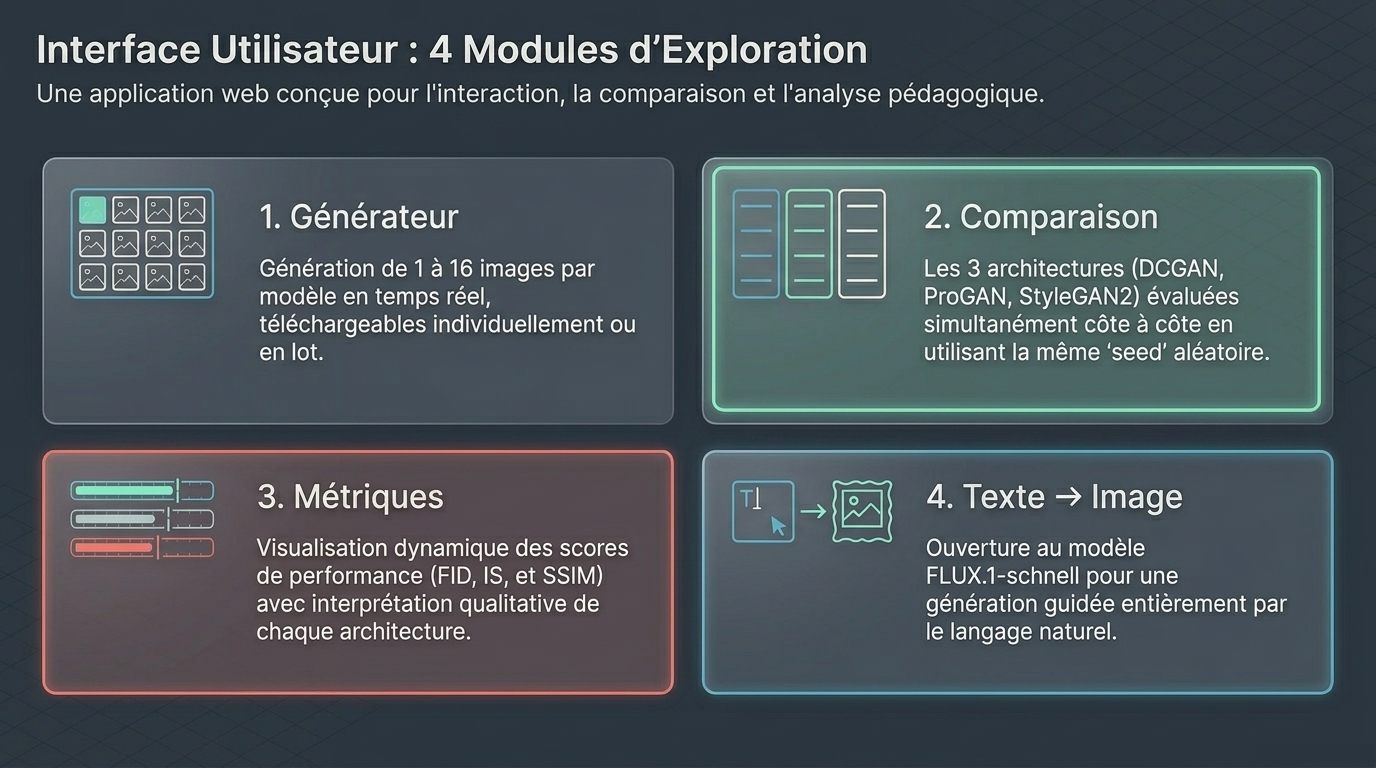 Interface Utilisateur : 4 Modules d’Exploration
Une application web conçue pour l'interaction, la comparaison et l'analyse pédagogique.
1. Générateur
Génération de 1 à 16 images par
modèle en temps réel,
téléchargeables individuellement ou
en lot.
2. Comparaison
Les 3 architectures (DCGAN,
ProGAN, StyleGAN2) évaluées
simultanément côte à côte en
utilisant la même ‘seed’ aléatoire.
3. Métriques
Visualisation dynamique des scores
de performance (FID, IS, et SSIM)
avec interprétation qualitative de
chaque architecture.
T
4. Texte → Image
Ouverture au modèle
FLUX.1-schnell pour une
génération guidée entièrement par
le langage naturel.